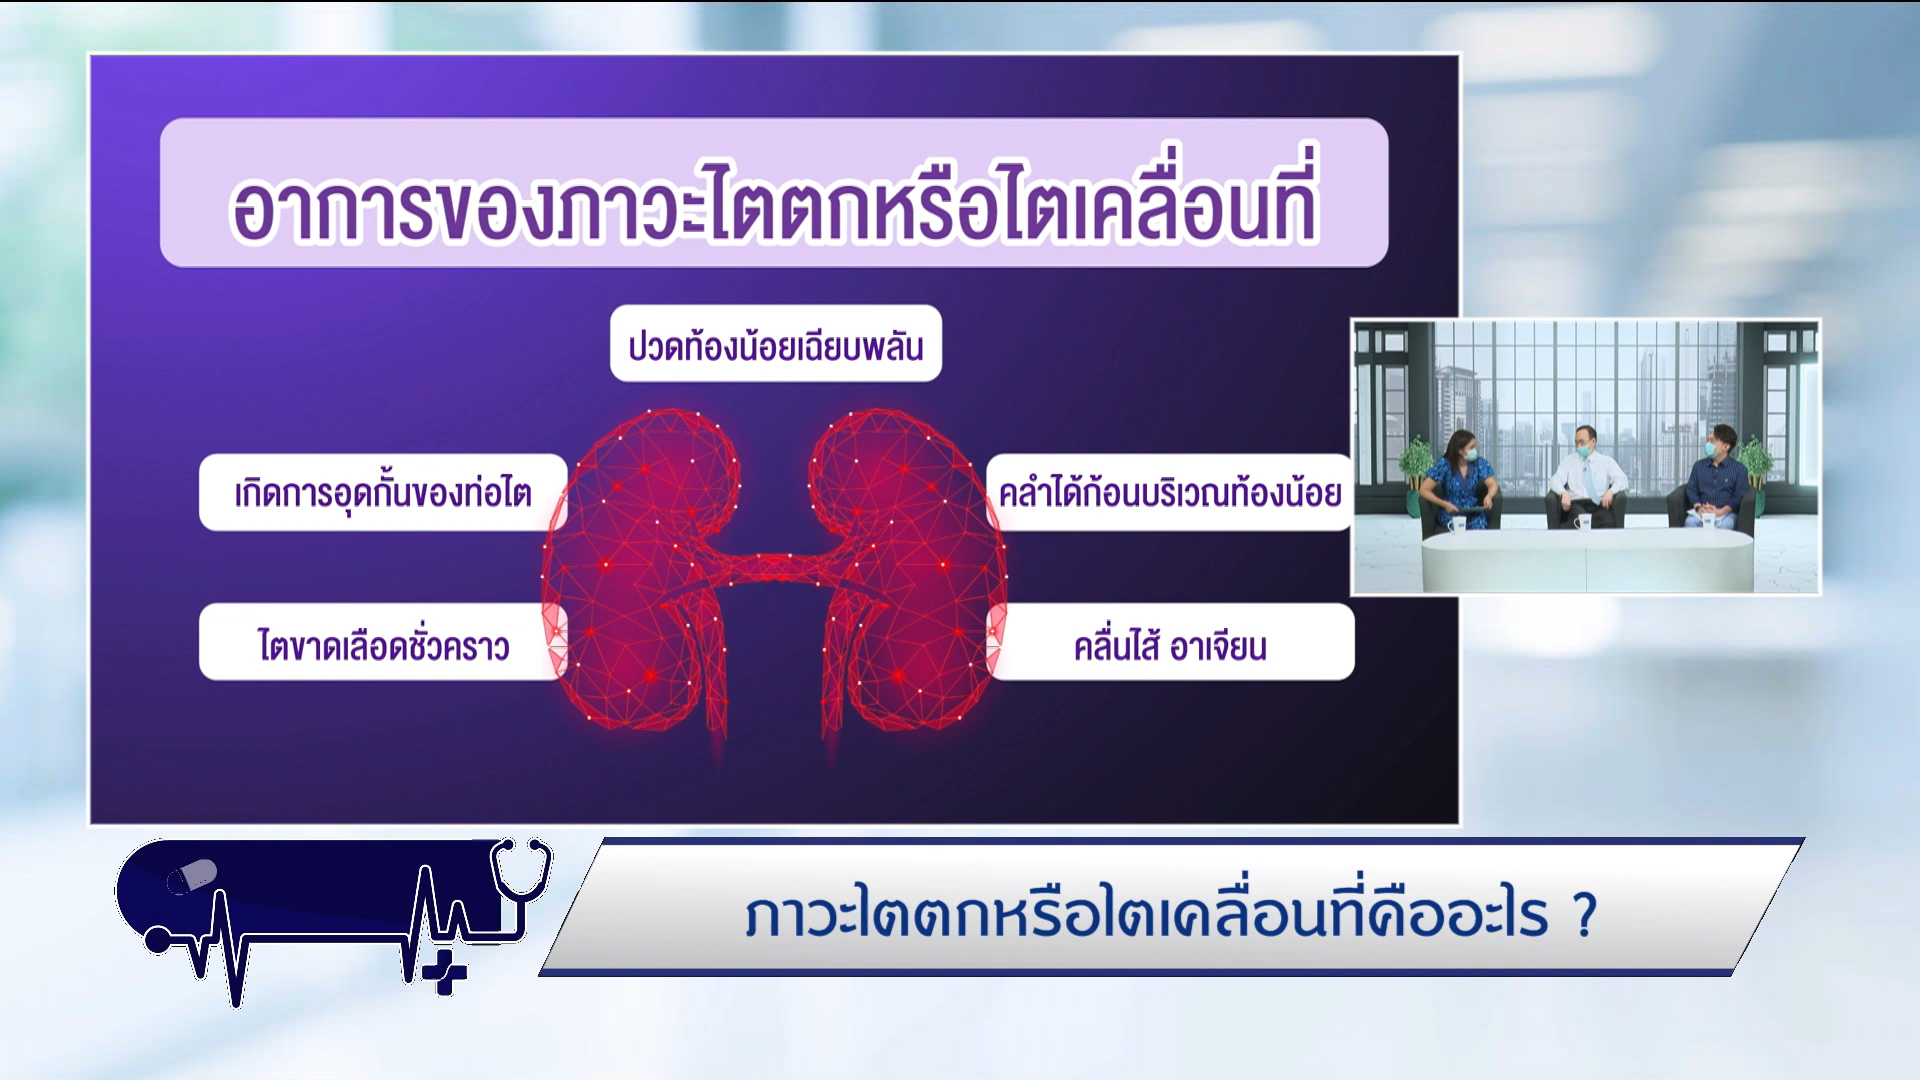 อาการของภาวะไตตกหรือไตเคลื่อนที่
ปวดท้องน้อยเฉียบพลัน
เกิดการอุดกั้นของท่อไต
คลำได้ก้อนบริเวณท้องน้อย
ไตขาดเลือดชั่วคราว
คลื่นไส้ อาเจียน
ภาวะไตตกหรือไตเคลื่อนที่คืออะไร ?